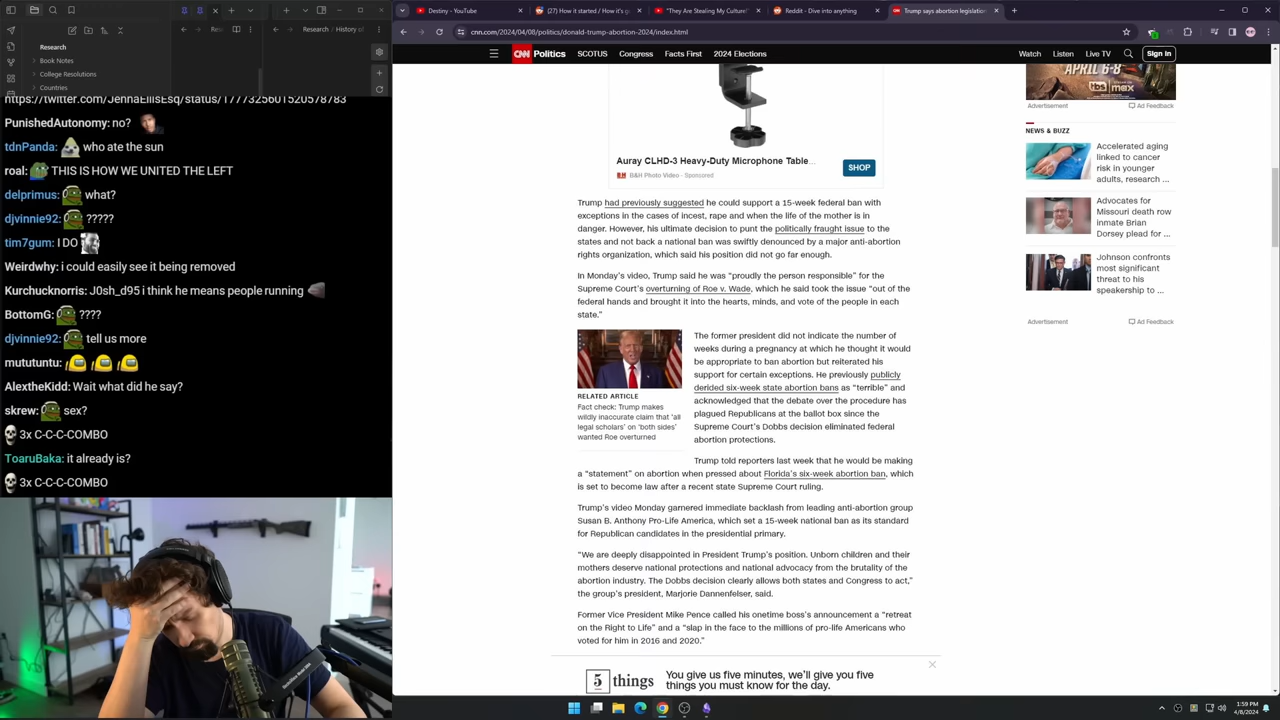 Destiny - YouTube
(27) How it started / How it's g
"They Are Stealing My Culture!"
Reddit - Dive into anything
Trump says abortion legislation
cnn.com/2024/04/08/politics/donald-trump-abortion-2024/index.html
Research / History of
Research
Book Notes
College Resolutions
Countries
https://twitter.com/JennaEllisEsq/status/1777325601520578783
PunishedAutonomy: no?
tdnPanda: who ate the sun
Dalar: THIS IS THE LEFT
Jagerz: what?
dvinnie92: ????
tim7gum: I DO
Weirdwhy: i could easily see it being removed
whchucknorris: J0sh_d95 i think he means people running
BottomG: ????
dvinnie92: tell us more
AlextheKidd: Wait what did he say?
skrew: sex?
3x C-C-C-COMBO
ToaruBaka: it already is?
3x C-C-C-COMBO
CNN Politics
SCOTUS
Congress
Facts First
2024 Elections
Watch
Listen
Live TV
Sign in
Auray CLHD-3 Heavy-Duty Microphone Table...
B&H Photo Video - Sponsored
SHOP
Trump had previously suggested he could support a 15-week federal ban with
exceptions in the cases of incest, rape and when the life of the mother is in
danger. However, his ultimate decision to punt the politically fraught issue to the
states and not back a national ban was swiftly denounced by a major anti-abortion
rights organization, which said his position did not go far enough.
In Monday's video, Trump said he was "proudly the person responsible" for the
Supreme Court's overturning of Roe v. Wade, which he said took the issue "out of the
federal hands and brought it into the hearts, minds, and vote of the people in each
state."
RELATED ARTICLE
Fact check: Trump makes
wildly inaccurate claim that 'all
legal scholars' on 'both sides'
wanted Roe overturned
The former president did not indicate the number of
weeks during a pregnancy at which he thought it would
be appropriate to ban abortion but reiterated his
support for certain exceptions. He previously publicly
derided six-week state abortion bans as "terrible" and
acknowledged that the debate over the procedure has
plagued Republicans at the ballot box since the
Supreme Court's Dobbs decision eliminated federal
abortion protections.
Trump told reporters last week that he would be making
a "statement" on abortion when pressed about Florida's six-week abortion ban, which
is set to become law after a recent state Supreme Court ruling.
Trump's video Monday garnered immediate backlash from leading anti-abortion group
Susan B. Anthony Pro-Life America, which set a 15-week national ban as its standard
for Republican candidates in the presidential primary.
"We are deeply disappointed in President Trump's position. Unborn children and their
mothers deserve national protections and national advocacy from the brutality of the
abortion industry. The Dobbs decision clearly allows both states and Congress to act,"
the group's president, Marjorie Dannenfelser, said.
Former Vice President Mike Pence called his onetime boss's announcement a "retreat
on the Right to Life" and a "slap in the face to the millions of pro-life Americans who
voted for him in 2016 and 2020."
5 things
You give us five minutes, we'll give you five
things you must know for the day.
APRIL 6-8
tbs max
Advertisement
Ad Feedback
NEWS & BUZZ
Accelerated aging
linked to cancer
risk in younger
adults, research ...
Advocates for
Missouri death row
inmate Brian
Dorsey plead for ...
Johnson confronts
most significant
threat to his
speakership to ...
Advertisement
Ad Feedback
1:59 PM
4/8/2024